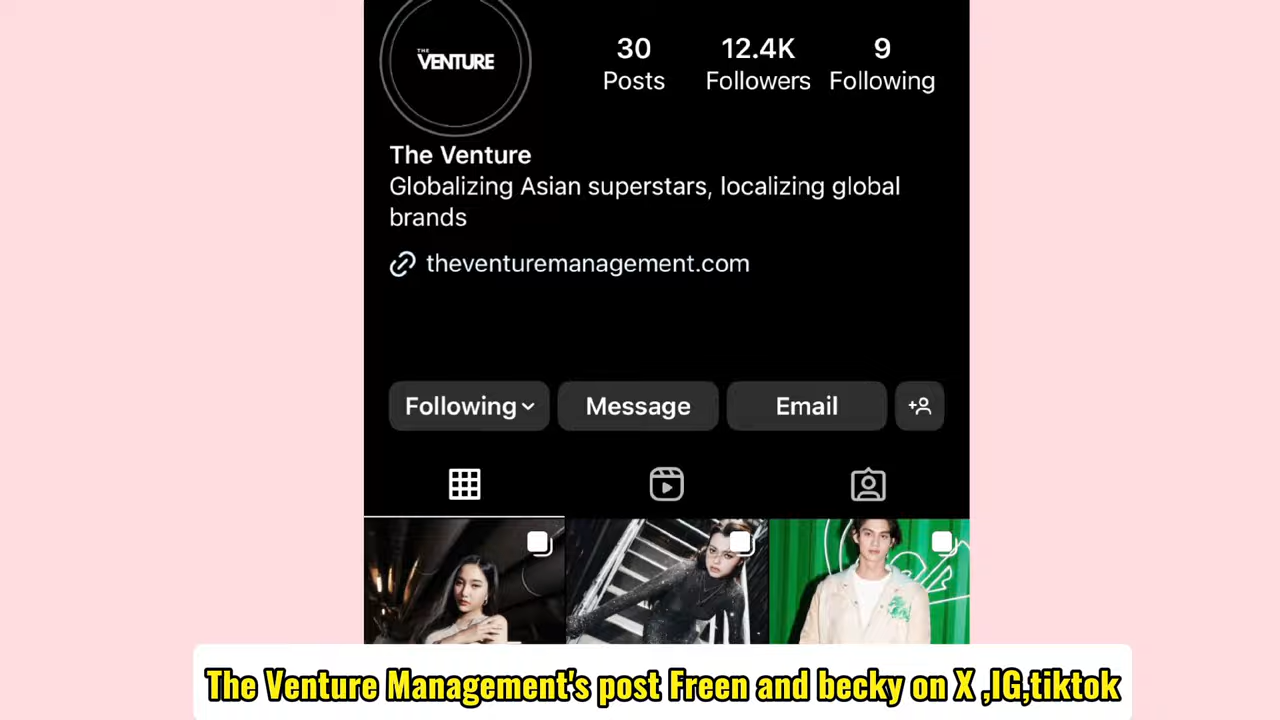 THE
VENTURE
30
12.4K
9
Posts
Followers
Following
The Venture
Globalizing Asian superstars, localizing global
brands
theventuremanagement.com
Following
Message
Email
The Venture Management's post Freen and becky on X ,IG,tiktok